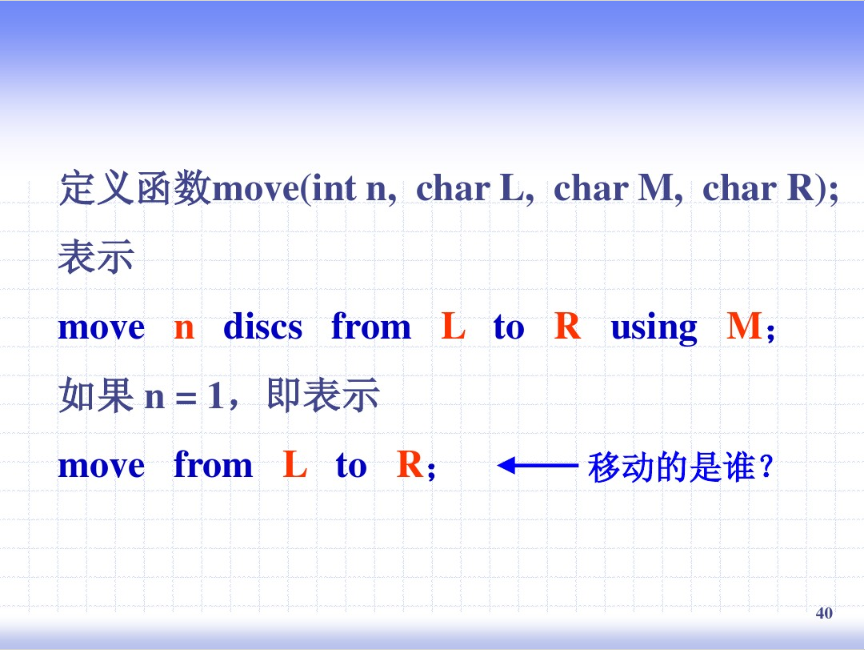 定义函数move(int n, char L, char M, char R);
表示
move n discs from L to R using M；
如果 n = 1，即表示
move from L to R； 移动的是谁？
40